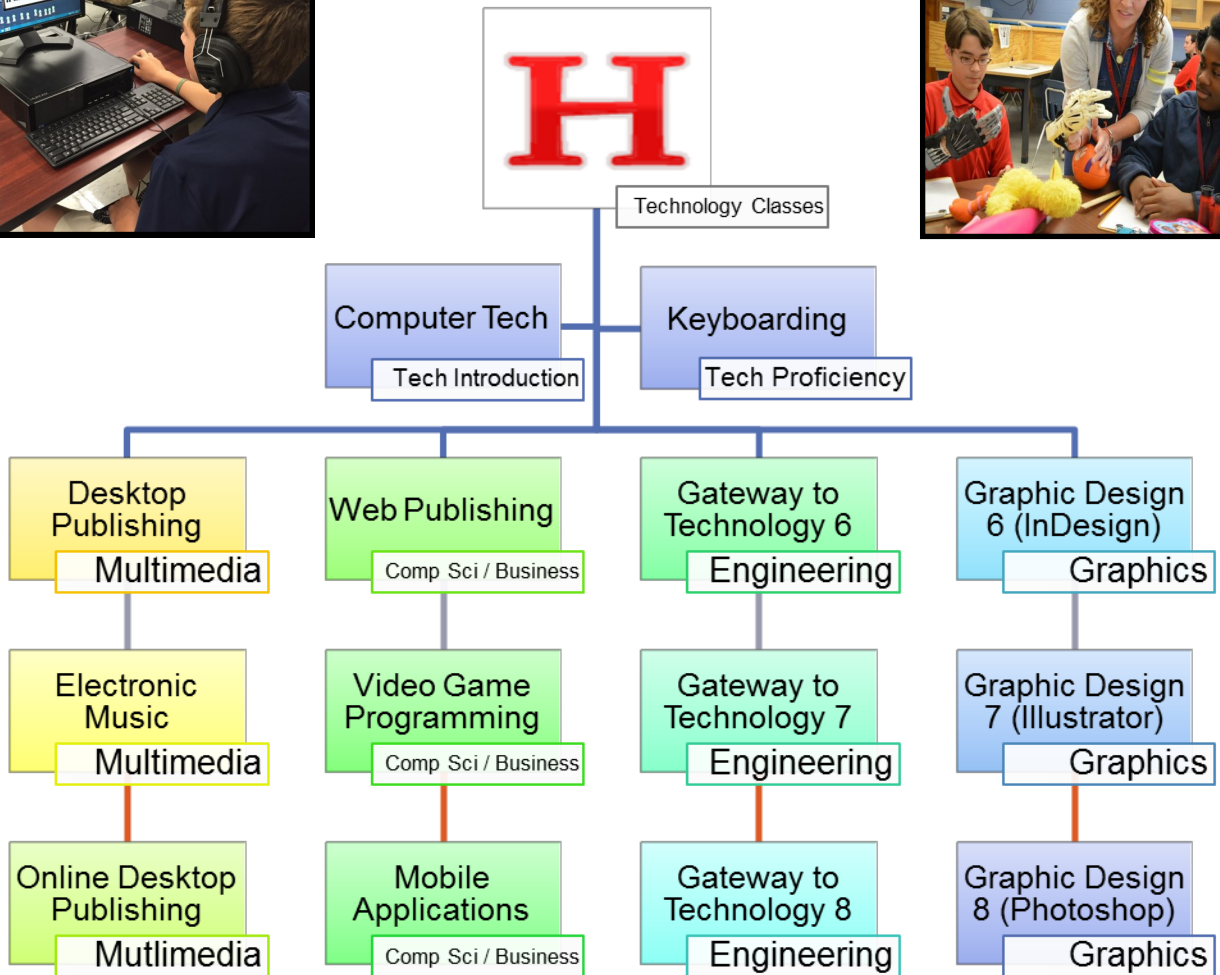 H
Technology Classes
Computer Tech
Tech Introduction
Keyboarding
Tech Proficiency
Desktop
Publishing
Multimedia
Web Publishing
Comp Sci / Business
Gateway to
Technology 6
Engineering
Graphic Design
6 (InDesign)
Graphics
Electronic
Music
Multimedia
Video Game
Programming
Comp Sci / Business
Gateway to
Technology 7
Engineering
Graphic Design
7 (Illustrator)
Graphics
Online Desktop
Publishing
Mutlimedia
Mobile
Applications
Comp Sci / Business
Gateway to
Technology 8
Engineering
Graphic Design
8 (Photoshop)
Graphics